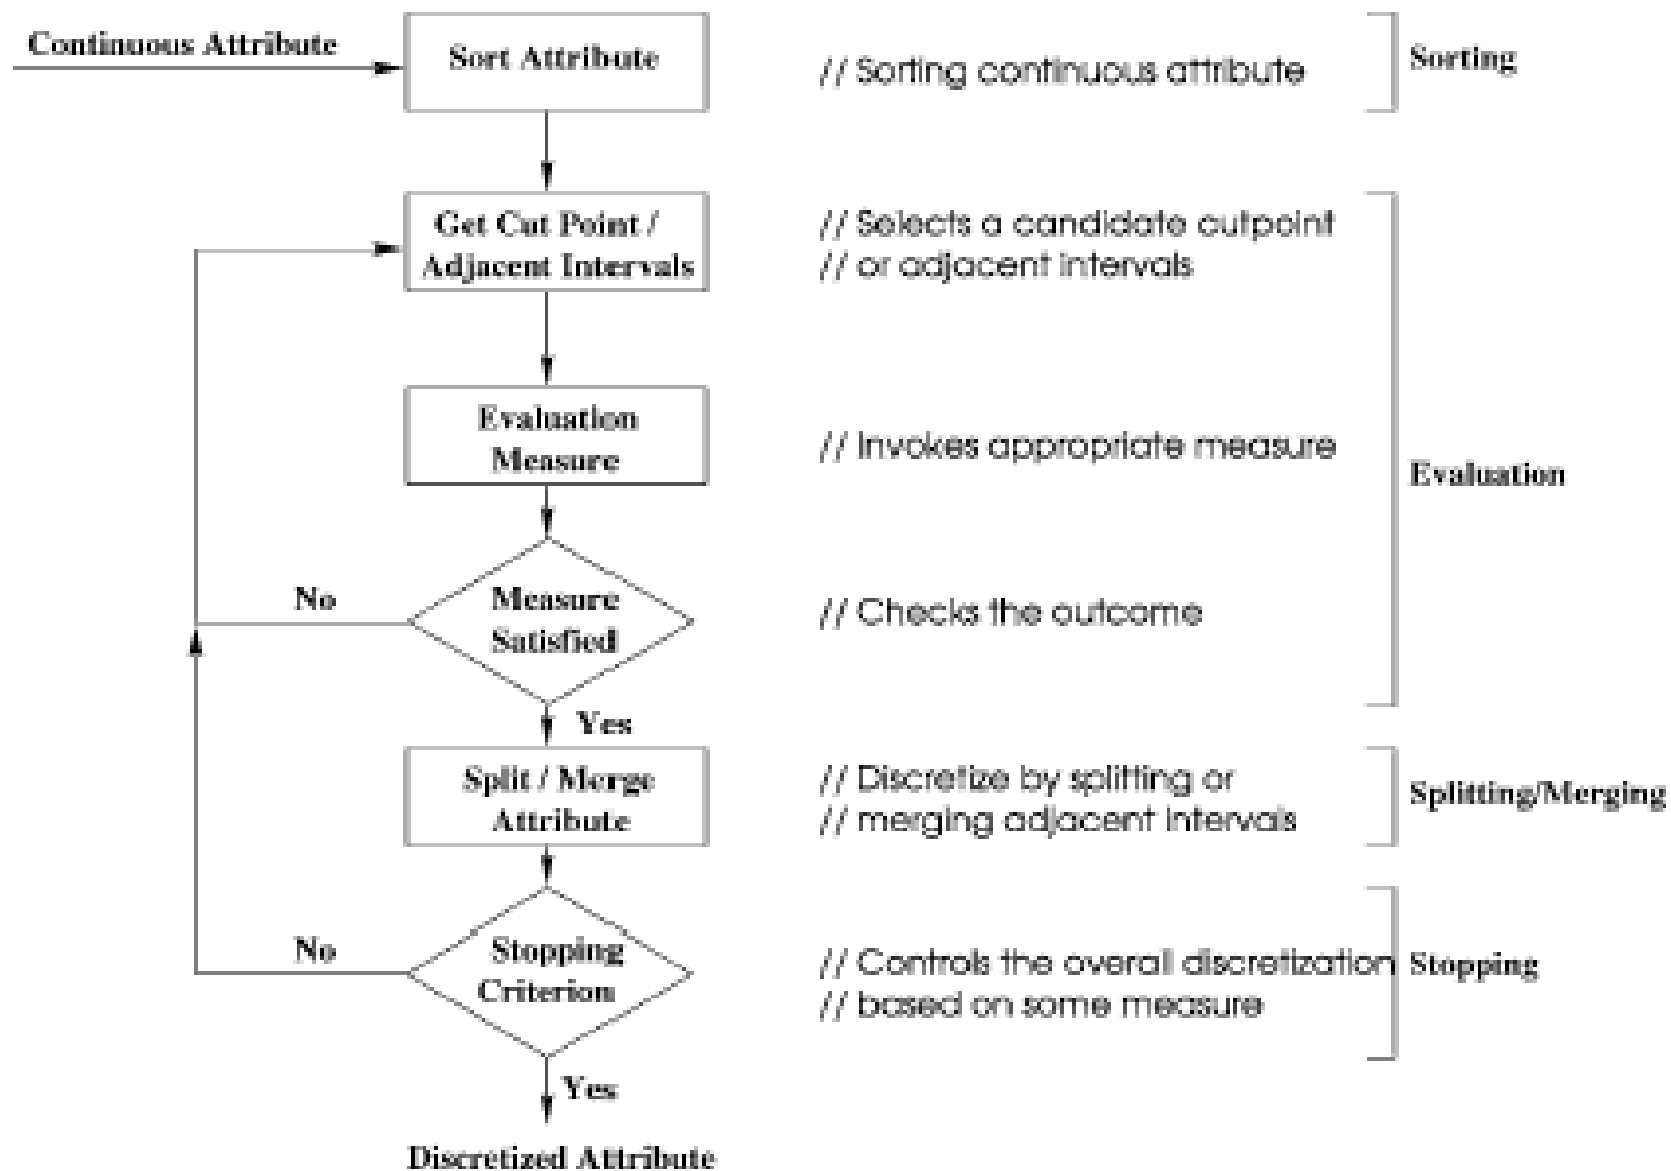 Continuous Attribute
Sort Attribute
// Sorting continuous attribute
Sorting
Get Cut Point /
Adjacent Intervals
// Selects a candidate cutpoint
// or adjacent intervals
Evaluation
Measure
// Invokes appropriate measure
Evaluation
No
Measure
Satisfied
// Checks the outcome
Yes
Split / Merge
Attribute
// Discretize by splitting or
// merging adjacent intervals
Splitting/Merging
No
Stopping
Criterion
// Controls the overall discretization
// based on some measure
Stopping
Yes
Discretized Attribute